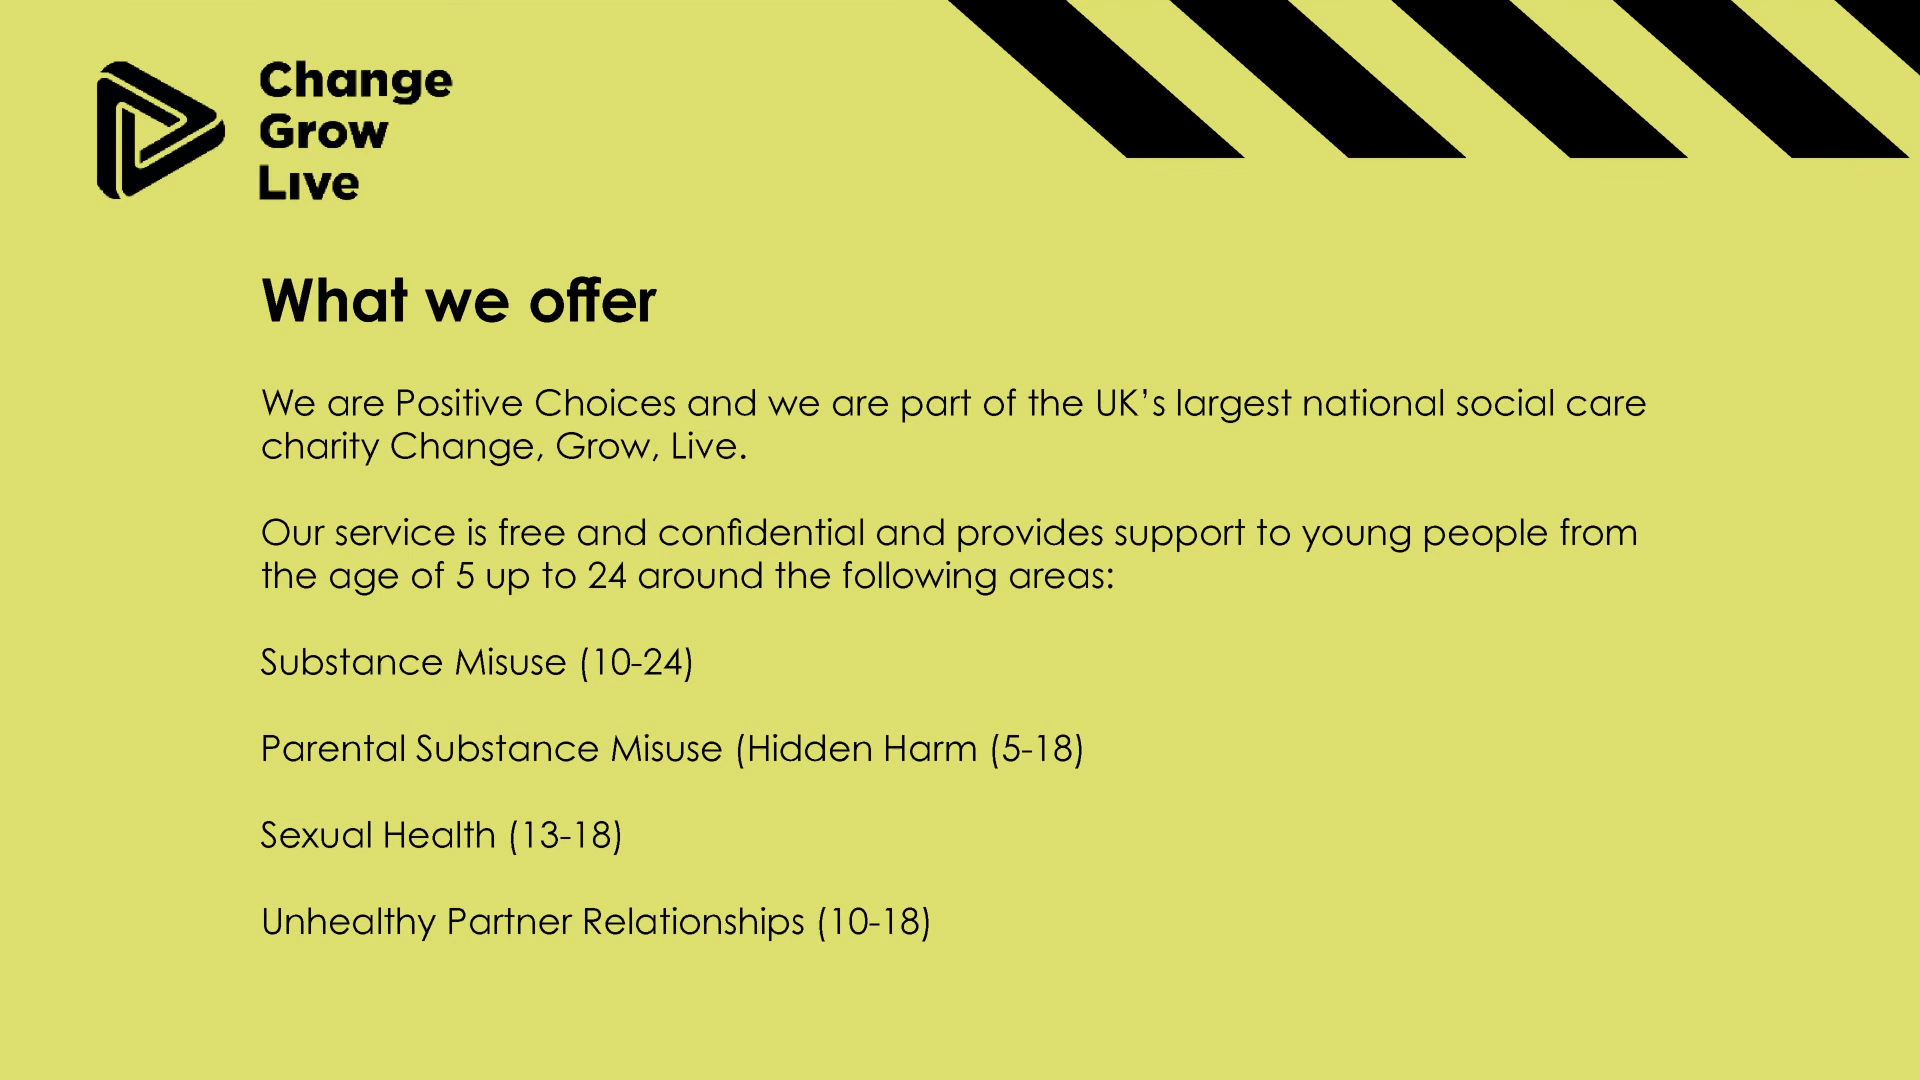 Change
Grow
Live
What we offer
We are Positive Choices and we are part of the UK’s largest national social care
charity Change, Grow, Live.
Our service is free and confidential and provides support to young people from
the age of 5 up to 24 around the following areas:
Substance Misuse (10-24)
Parental Substance Misuse (Hidden Harm (5-18)
Sexual Health (13-18)
Unhealthy Partner Relationships (10-18)